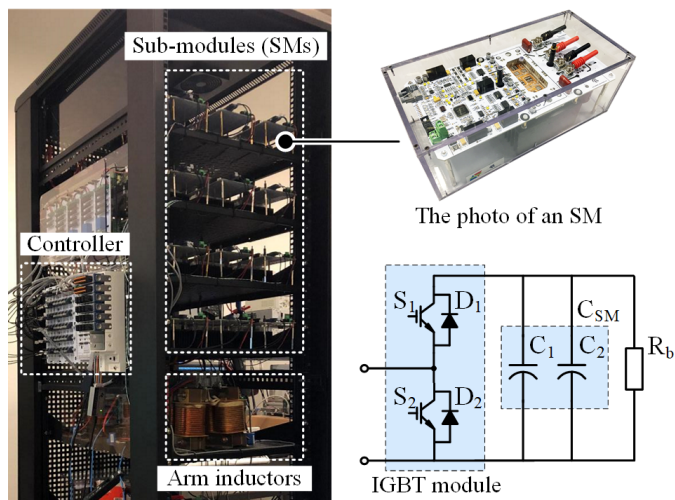 Sub-modules (SMs)
The photo of an SM
Controller
Arm inductors
S1
D1
S2
D2
CSM
C1
C2
Rb
IGBT module